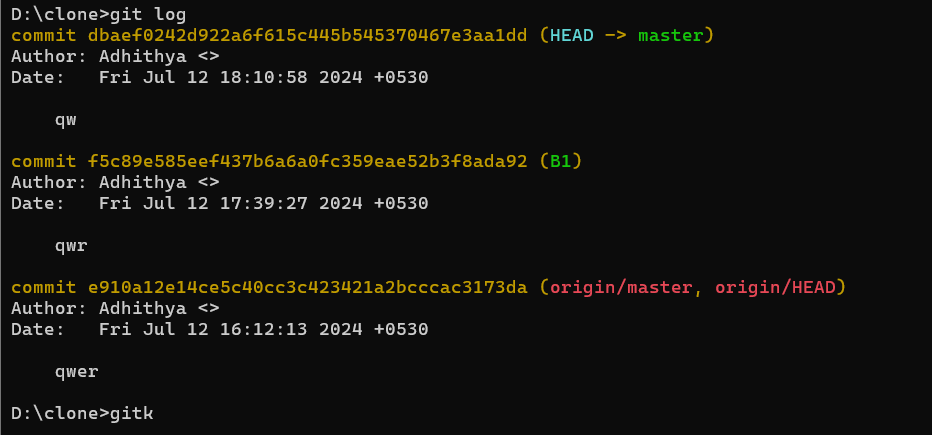 D:\clone>git log
commit dbaef0242d922a6f615c445b545370467e3aa1dd (HEAD -> master)
Author: Adhithya <>
Date:   Fri Jul 12 18:10:58 2024 +0530
    qw
commit f5c89e585eef437b6a6a0fc359eae52b3f8ada92 (B1)
Author: Adhithya <>
Date:   Fri Jul 12 17:39:27 2024 +0530
    qwr
commit e910a12e14ce5c40cc3c423421a2bcccac3173da (origin/master, origin/HEAD)
Author: Adhithya <>
Date:   Fri Jul 12 16:12:13 2024 +0530
    qwer
D:\clone>gitk